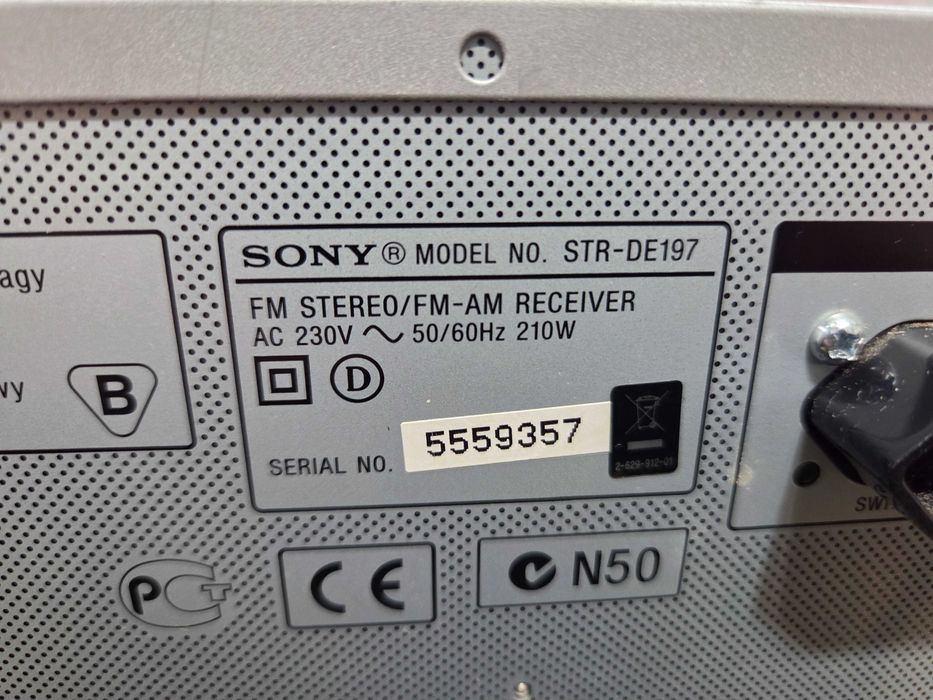 agy
wy
B
SONY® MODEL NO. STR-DE197
FM STEREO/FM-AM RECEIVER
AC 230V ~ 50/60Hz 210W
D
SERIAL NO. 5559357
2-629-912-01
PCT
CE
N50